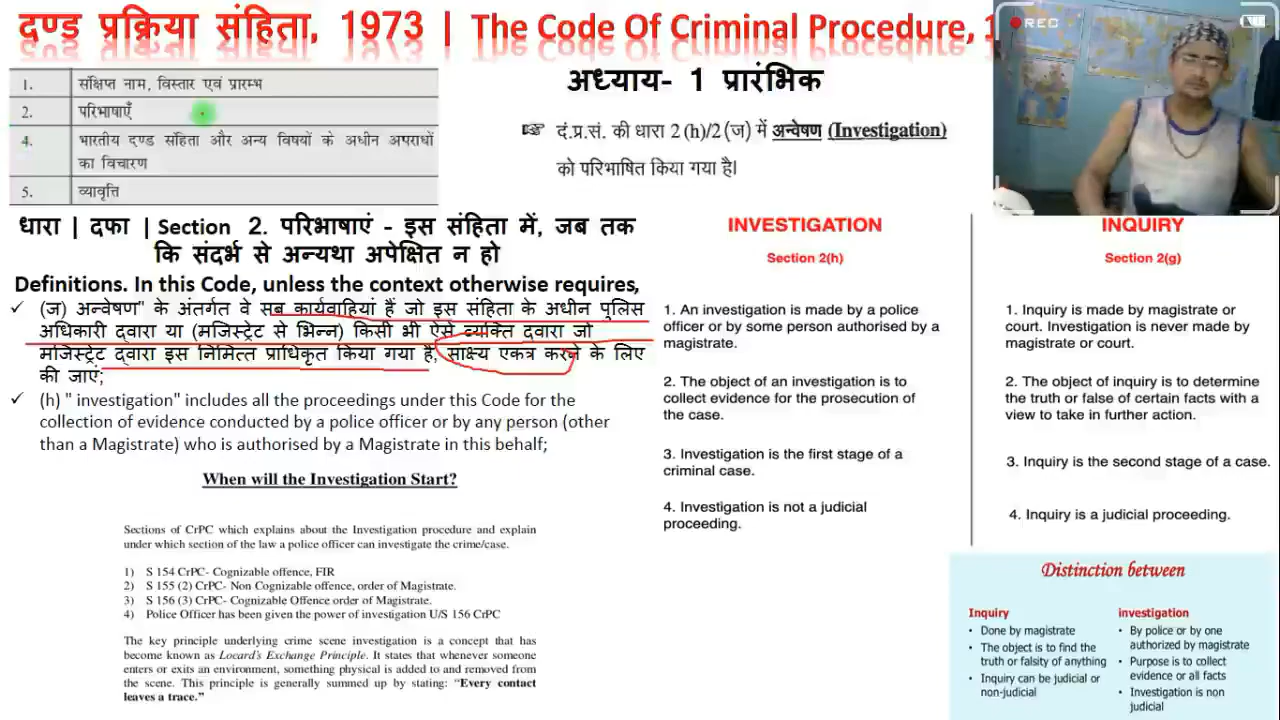 दण्ड प्रक्रिया संहिता, 1973 | The Code Of Criminal Procedure, 1
REC
1. संक्षिप्त नाम, विस्तार एवं प्रारम्भ
2. परिभाषाएँ
4. भारतीय दण्ड संहिता और अन्य विषयों के अधीन अपराधों
का विचारण
5. व्यावृत्ति
अध्याय- 1 प्रारंभिक
☞ दं.प्र.सं. की धारा 2 (h)/2 (ज) में अन्वेषण (Investigation)
को परिभाषित किया गया है।
धारा | दफा | Section 2. परिभाषाएं - इस संहिता में, जब तक
कि संदर्भ से अन्यथा अपेक्षित न हो
Definitions. In this Code, unless the context otherwise requires,
✓ (ज) अन्वेषण" के अंतर्गत वे सब कार्यवाहियां हैं जो इस संहिता के अधीन पुलिस
अधिकारी द्वारा या (मजिस्ट्रेट से भिन्न) किसी भी ऐसे व्यक्ति द्वारा जो
मजिस्ट्रेट द्वारा इस निमित्त प्राधिकृत किया गया है, साक्ष्य एकत्र करने के लिए
की जाएं;
✓ (h) " investigation" includes all the proceedings under this Code for the
collection of evidence conducted by a police officer or by any person (other
than a Magistrate) who is authorised by a Magistrate in this behalf;
When will the Investigation Start?
Sections of CrPC which explains about the Investigation procedure and explain
under which section of the law a police officer can investigate the crime/case.
1) S 154 CrPC- Cognizable offence, FIR
2) S 155 (2) CrPC- Non Cognizable offence, order of Magistrate.
3) S 156 (3) CrPC- Cognizable Offence order of Magistrate.
4) Police Officer has been given the power of investigation U/S 156 CrPC
The key principle underlying crime scene investigation is a concept that has
become known as Locard's Exchange Principle. It states that whenever someone
enters or exits an environment, something physical is added to and removed from
the scene. This principle is generally summed up by stating: “Every contact
leaves a trace.”
INVESTIGATION
Section 2(h)
1. An investigation is made by a police
officer or by some person authorised by a
magistrate.
2. The object of an investigation is to
collect evidence for the prosecution of
the case.
3. Investigation is the first stage of a
criminal case.
4. Investigation is not a judicial
proceeding.
INQUIRY
Section 2(g)
1. Inquiry is made by magistrate or
court. Investigation is never made by
magistrate or court.
2. The object of inquiry is to determine
the truth or false of certain facts with a
view to take in further action.
3. Inquiry is the second stage of a case.
4. Inquiry is a judicial proceeding.
Distinction between
Inquiry
• Done by magistrate
• The object is to find the
truth or falsity of anything
• Inquiry can be judicial or
non-judicial
investigation
• By police or by one
authorized by magistrate
• Purpose is to collect
evidence or all facts
• Investigation is non
judicial